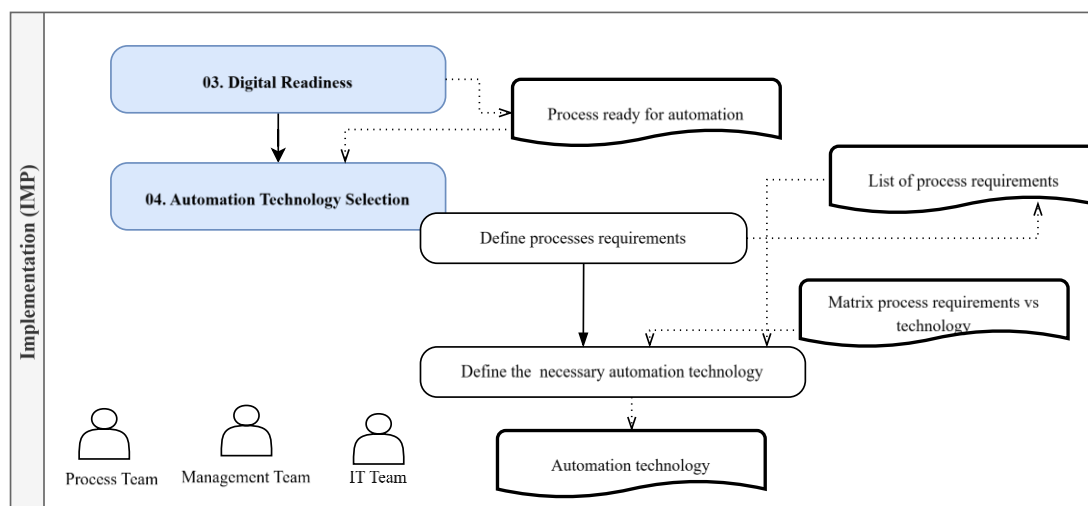 Implementation (IMP)
03. Digital Readiness
Process ready for automation
04. Automation Technology Selection
List of process requirements
Define processes requirements
Matrix process requirements vs
technology
Define the necessary automation technology
Automation technology
Process Team
Management Team
IT Team